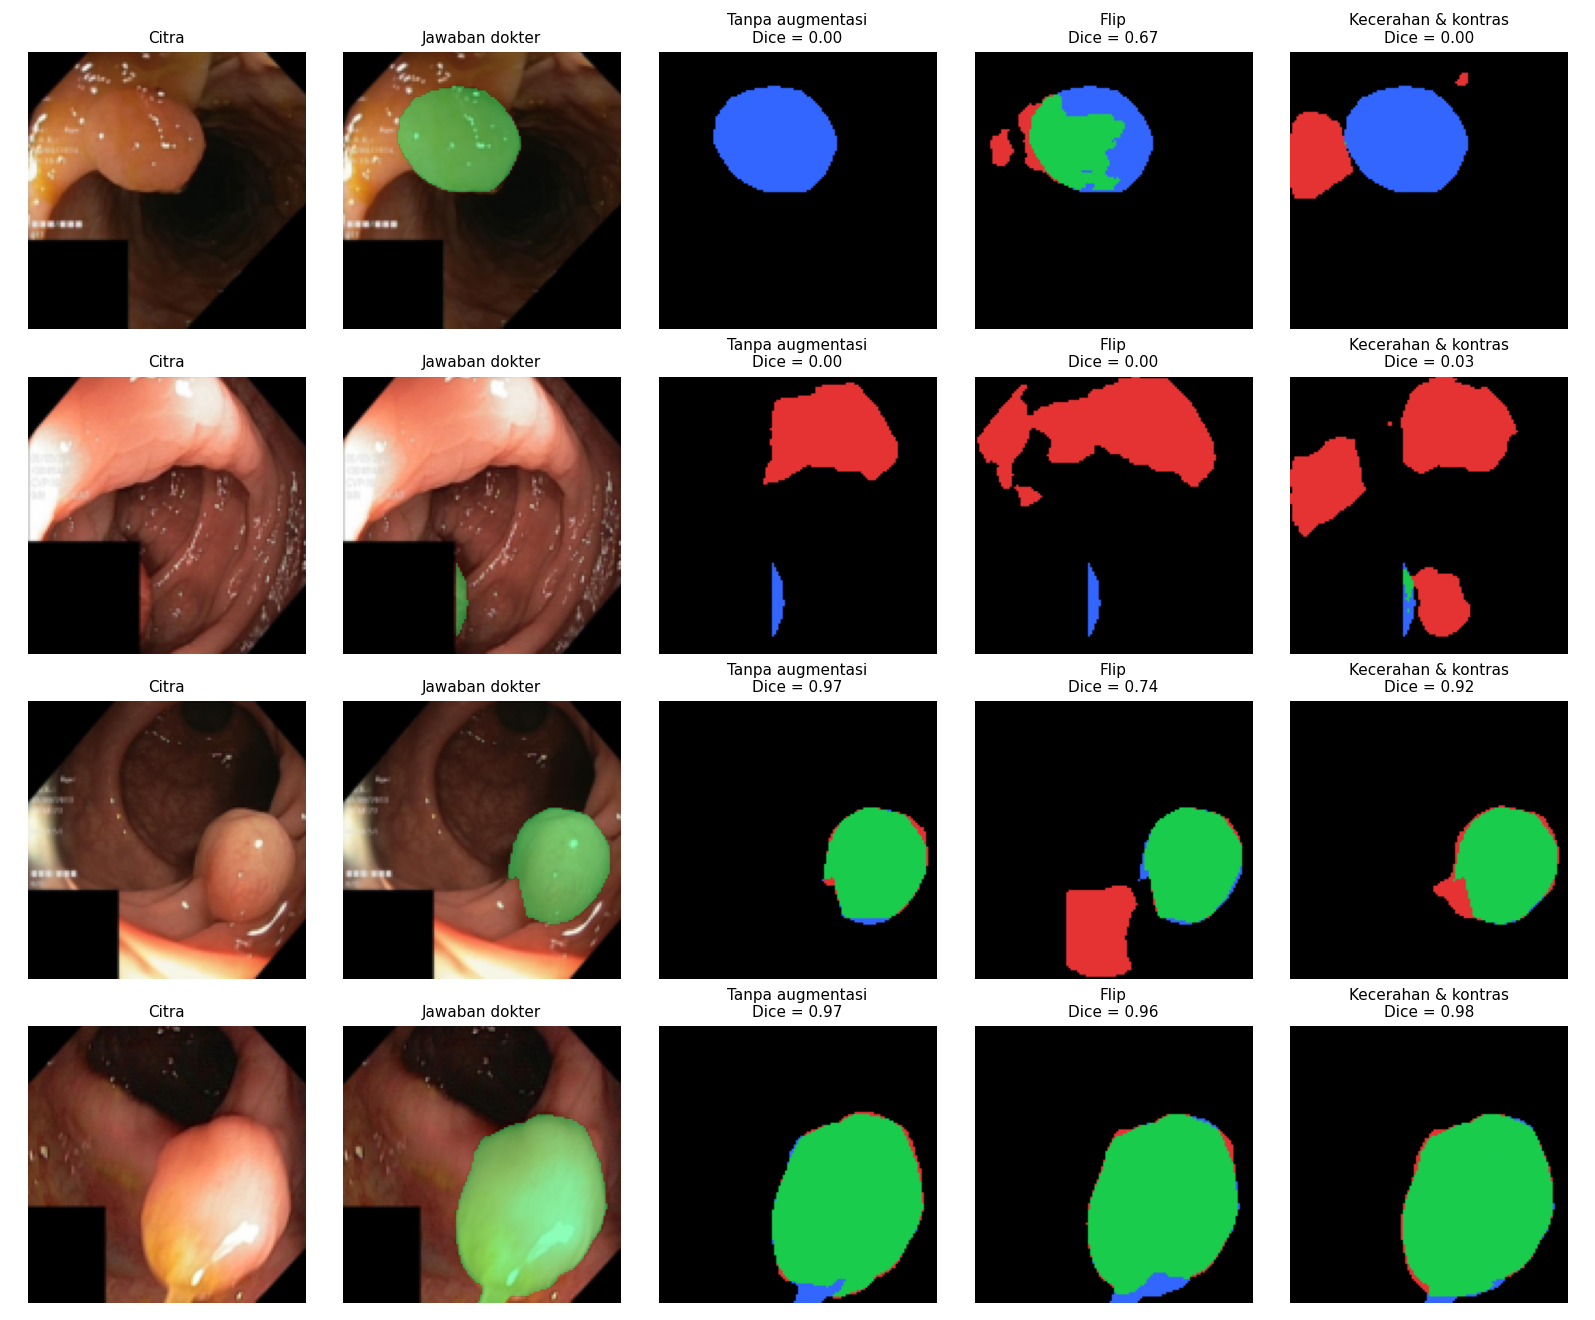 Citra
Jawaban dokter
Tanpa augmentasi
Dice = 0.00
Flip
Dice = 0.67
Kecerahan & kontras
Dice = 0.00
Citra
Jawaban dokter
Tanpa augmentasi
Dice = 0.00
Flip
Dice = 0.00
Kecerahan & kontras
Dice = 0.03
Citra
Jawaban dokter
Tanpa augmentasi
Dice = 0.97
Flip
Dice = 0.74
Kecerahan & kontras
Dice = 0.92
Citra
Jawaban dokter
Tanpa augmentasi
Dice = 0.97
Flip
Dice = 0.96
Kecerahan & kontras
Dice = 0.98